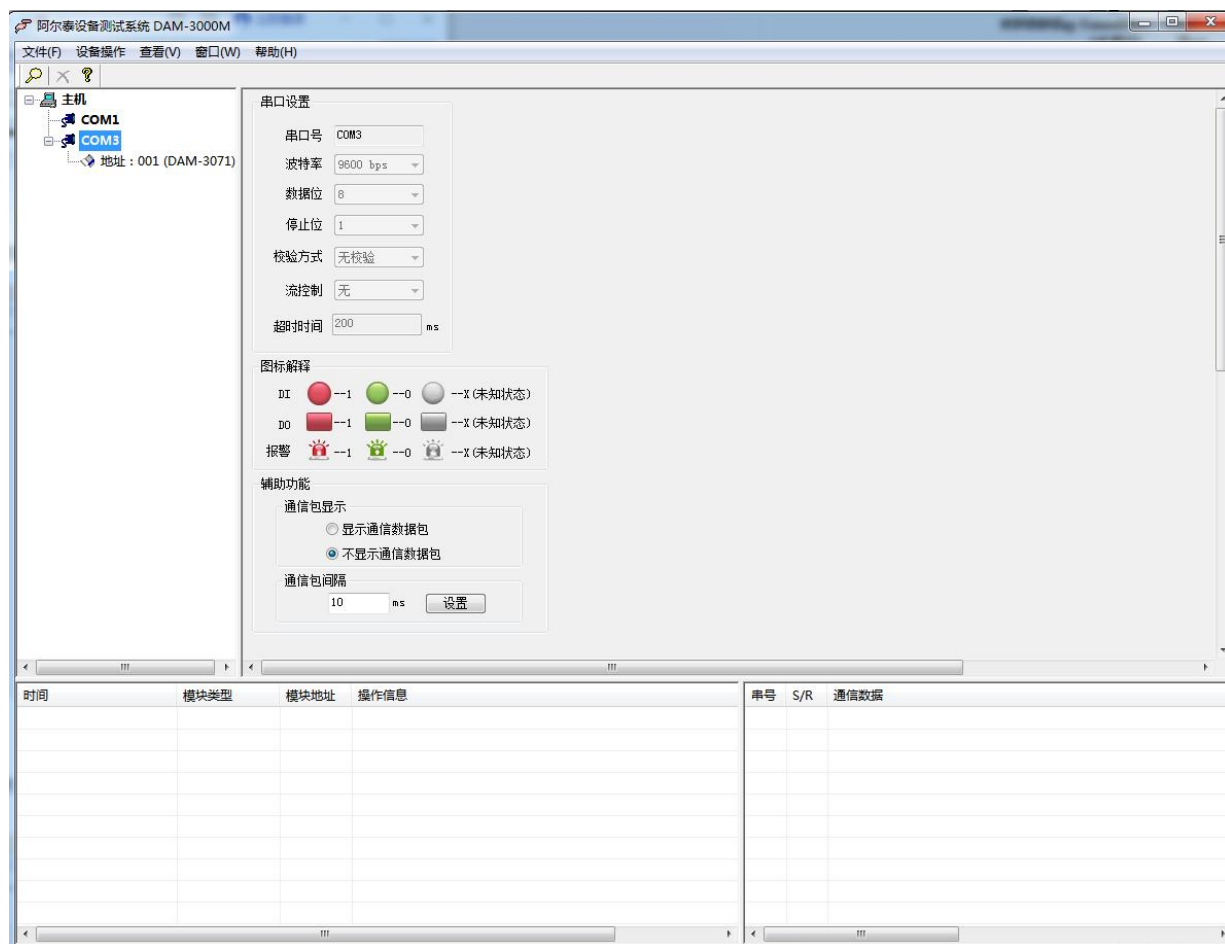 阿尔泰设备测试系统 DAM-3000M
文件(F) 设备操作 查看(V) 窗口(W) 帮助(H)
主机
COM1
COM3
地址：001 (DAM-3071)
串口设置
串口号 COM3
波特率 9600 bps
数据位 8
停止位 1
校验方式 无校验
流控制 无
超时时间 200 ms
图标解释
DI --1 --0 --X(未知状态)
DO --1 --0 --X(未知状态)
报警 --1 --0 --X(未知状态)
辅助功能
通信包显示
显示通信数据包
不显示通信数据包
通信包间隔
10 ms 设置
时间 模块类型 模块地址 操作信息 串号 S/R 通信数据